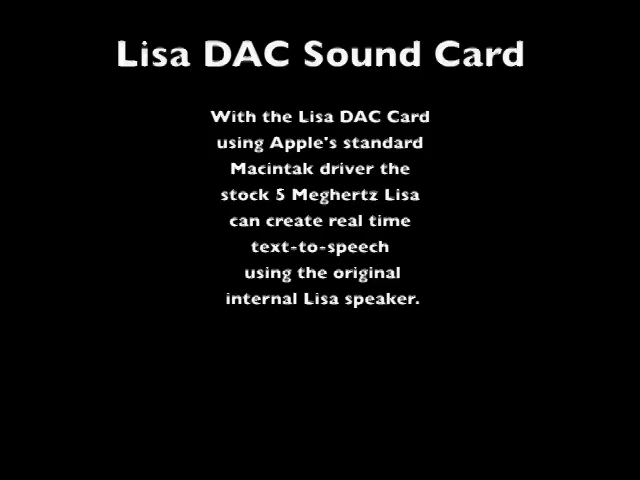 Lisa DAC Sound Card
With the Lisa DAC Card
using Apple's standard
Macintak driver the
stock 5 Meghertz Lisa
can create real time
text-to-speech
using the original
internal Lisa speaker.